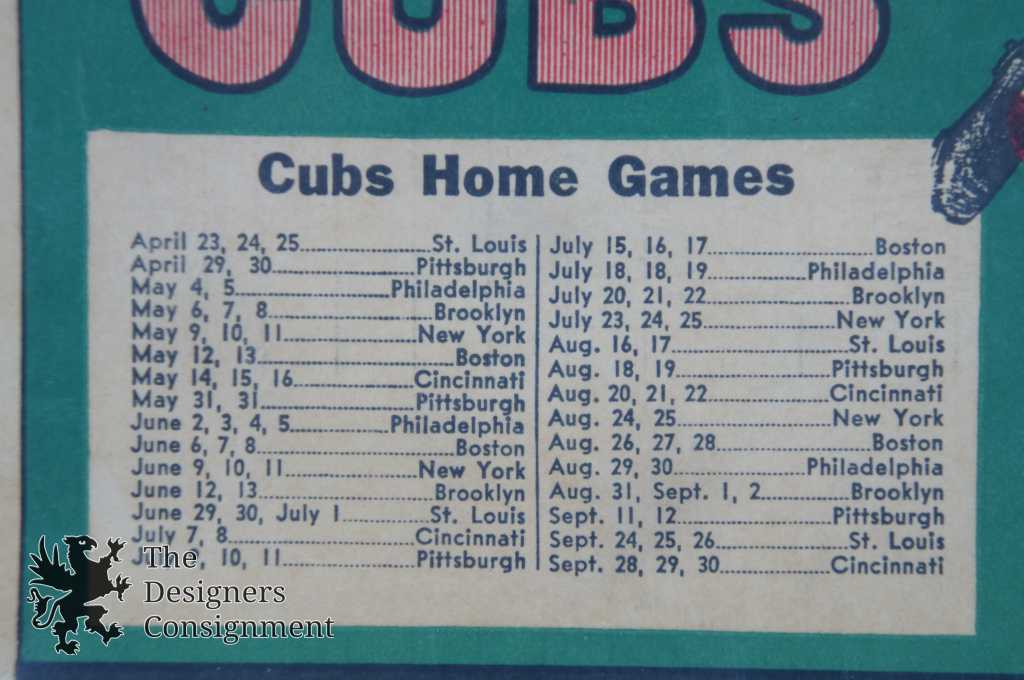 CUBS
Cubs Home Games
April 23, 24, 25 St. Louis
April 29, 30 Pittsburgh
May 4, 5 Philadelphia
May 6, 7, 8 Brooklyn
May 9, 10, 11 New York
May 12, 13 Boston
May 14, 15, 16 Cincinnati
May 31, 31 Pittsburgh
June 2, 3, 4, 5 Philadelphia
June 6, 7, 8 Boston
June 9, 10, 11 New York
June 12, 13 Brooklyn
June 29, 30, July 1 St. Louis
July 7, 8 Cincinnati
10, 11 Pittsburgh
July 15, 16, 17 Boston
July 18, 18, 19 Philadelphia
July 20, 21, 22 Brooklyn
July 23, 24, 25 New York
Aug. 16, 17 St. Louis
Aug. 18, 19 Pittsburgh
Aug. 20, 21, 22 Cincinnati
Aug. 24, 25 New York
Aug. 26, 27, 28 Boston
Aug. 29, 30 Philadelphia
Aug. 31, Sept. 1, 2 Brooklyn
Sept. 11, 12 Pittsburgh
Sept. 24, 25, 26 St. Louis
Sept. 28, 29, 30 Cincinnati
The
Designers
Consignment